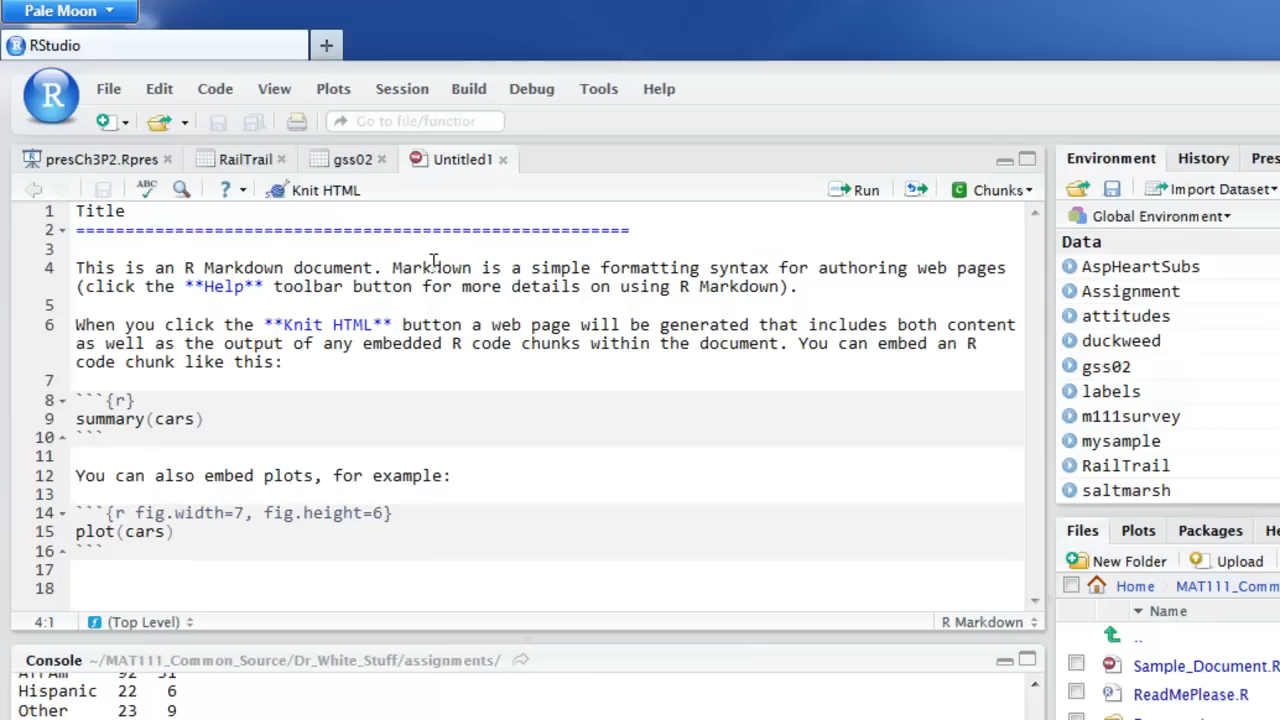 Pale Moon
RStudio
R File Edit Code View Plots Session Build Debug Tools Help
Go to file/function
presCh3P2.Rpres RailTrail gss02 Untitled1
ABC ? Knit HTML Run Chunks
1 Title
2 ========================================================
3
4 This is an R Markdown document. Markdown is a simple formatting syntax for authoring web pages
(click the **Help** toolbar button for more details on using R Markdown).
5
6 When you click the **Knit HTML** button a web page will be generated that includes both content
as well as the output of any embedded R code chunks within the document. You can embed an R
code chunk like this:
7
8 ```{r}
9 summary(cars)
10 ```
11
12 You can also embed plots, for example:
13
14 ```{r fig.width=7, fig.height=6}
15 plot(cars)
16 ```
17
18
4:1 (Top Level) R Markdown
Console ~/MAT111_Common_Source/Dr_White_Stuff/assignments/
Hispanic 22 6
Other 23 9
Environment History Pres
Import Dataset
Global Environment
Data
AspHeartSubs
Assignment
attitudes
duckweed
gss02
labels
m111survey
mysample
RailTrail
saltmarsh
Files Plots Packages He
New Folder Upload
Home MAT111_Comm
Name
..
Sample_Document.R
ReadMePlease.R